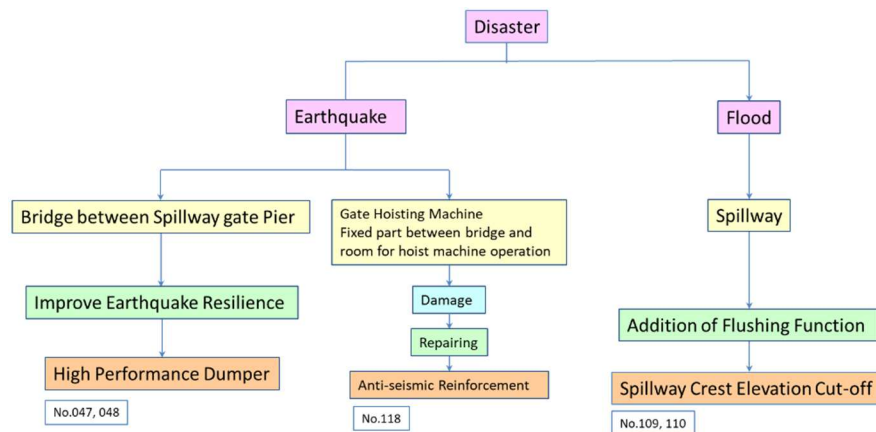 Disaster
Earthquake
Flood
Bridge between Spillway gate Pier
Gate Hoisting Machine
Fixed part between bridge and
room for hoist machine operation
Spillway
Improve Earthquake Resilience
Damage
Repairing
Addition of Flushing Function
High Performance Dumper
Anti-seismic Reinforcement
Spillway Crest Elevation Cut-off
No.047, 048
No.118
No.109, 110